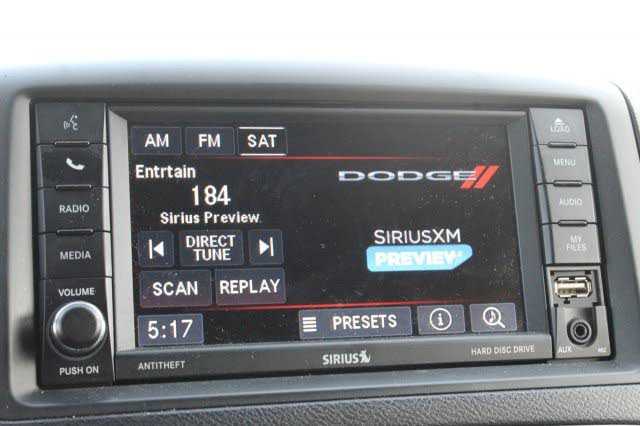 AM FM SAT
Entrtain
184
Sirius Preview
DIRECT
TUNE
SCAN REPLAY
5:17
PRESETS
DODGE
SIRIUSXM
PREVIEW
RADIO
MEDIA
VOLUME
PUSH ON
ANTITHEFT
SIRIUS
HARD DISC DRIVE
LOAD
MENU
AUDIO
MY
FILES
AUX